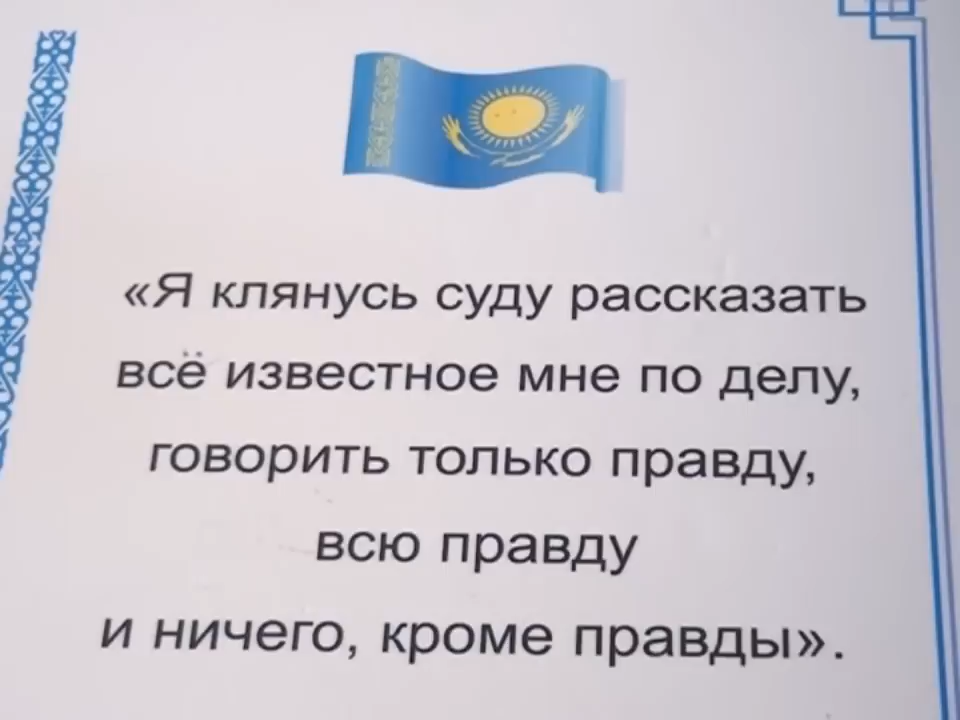 «Я клянусь суду рассказать
всё известное мне по делу,
говорить только правду,
всю правду
и ничего, кроме правды».